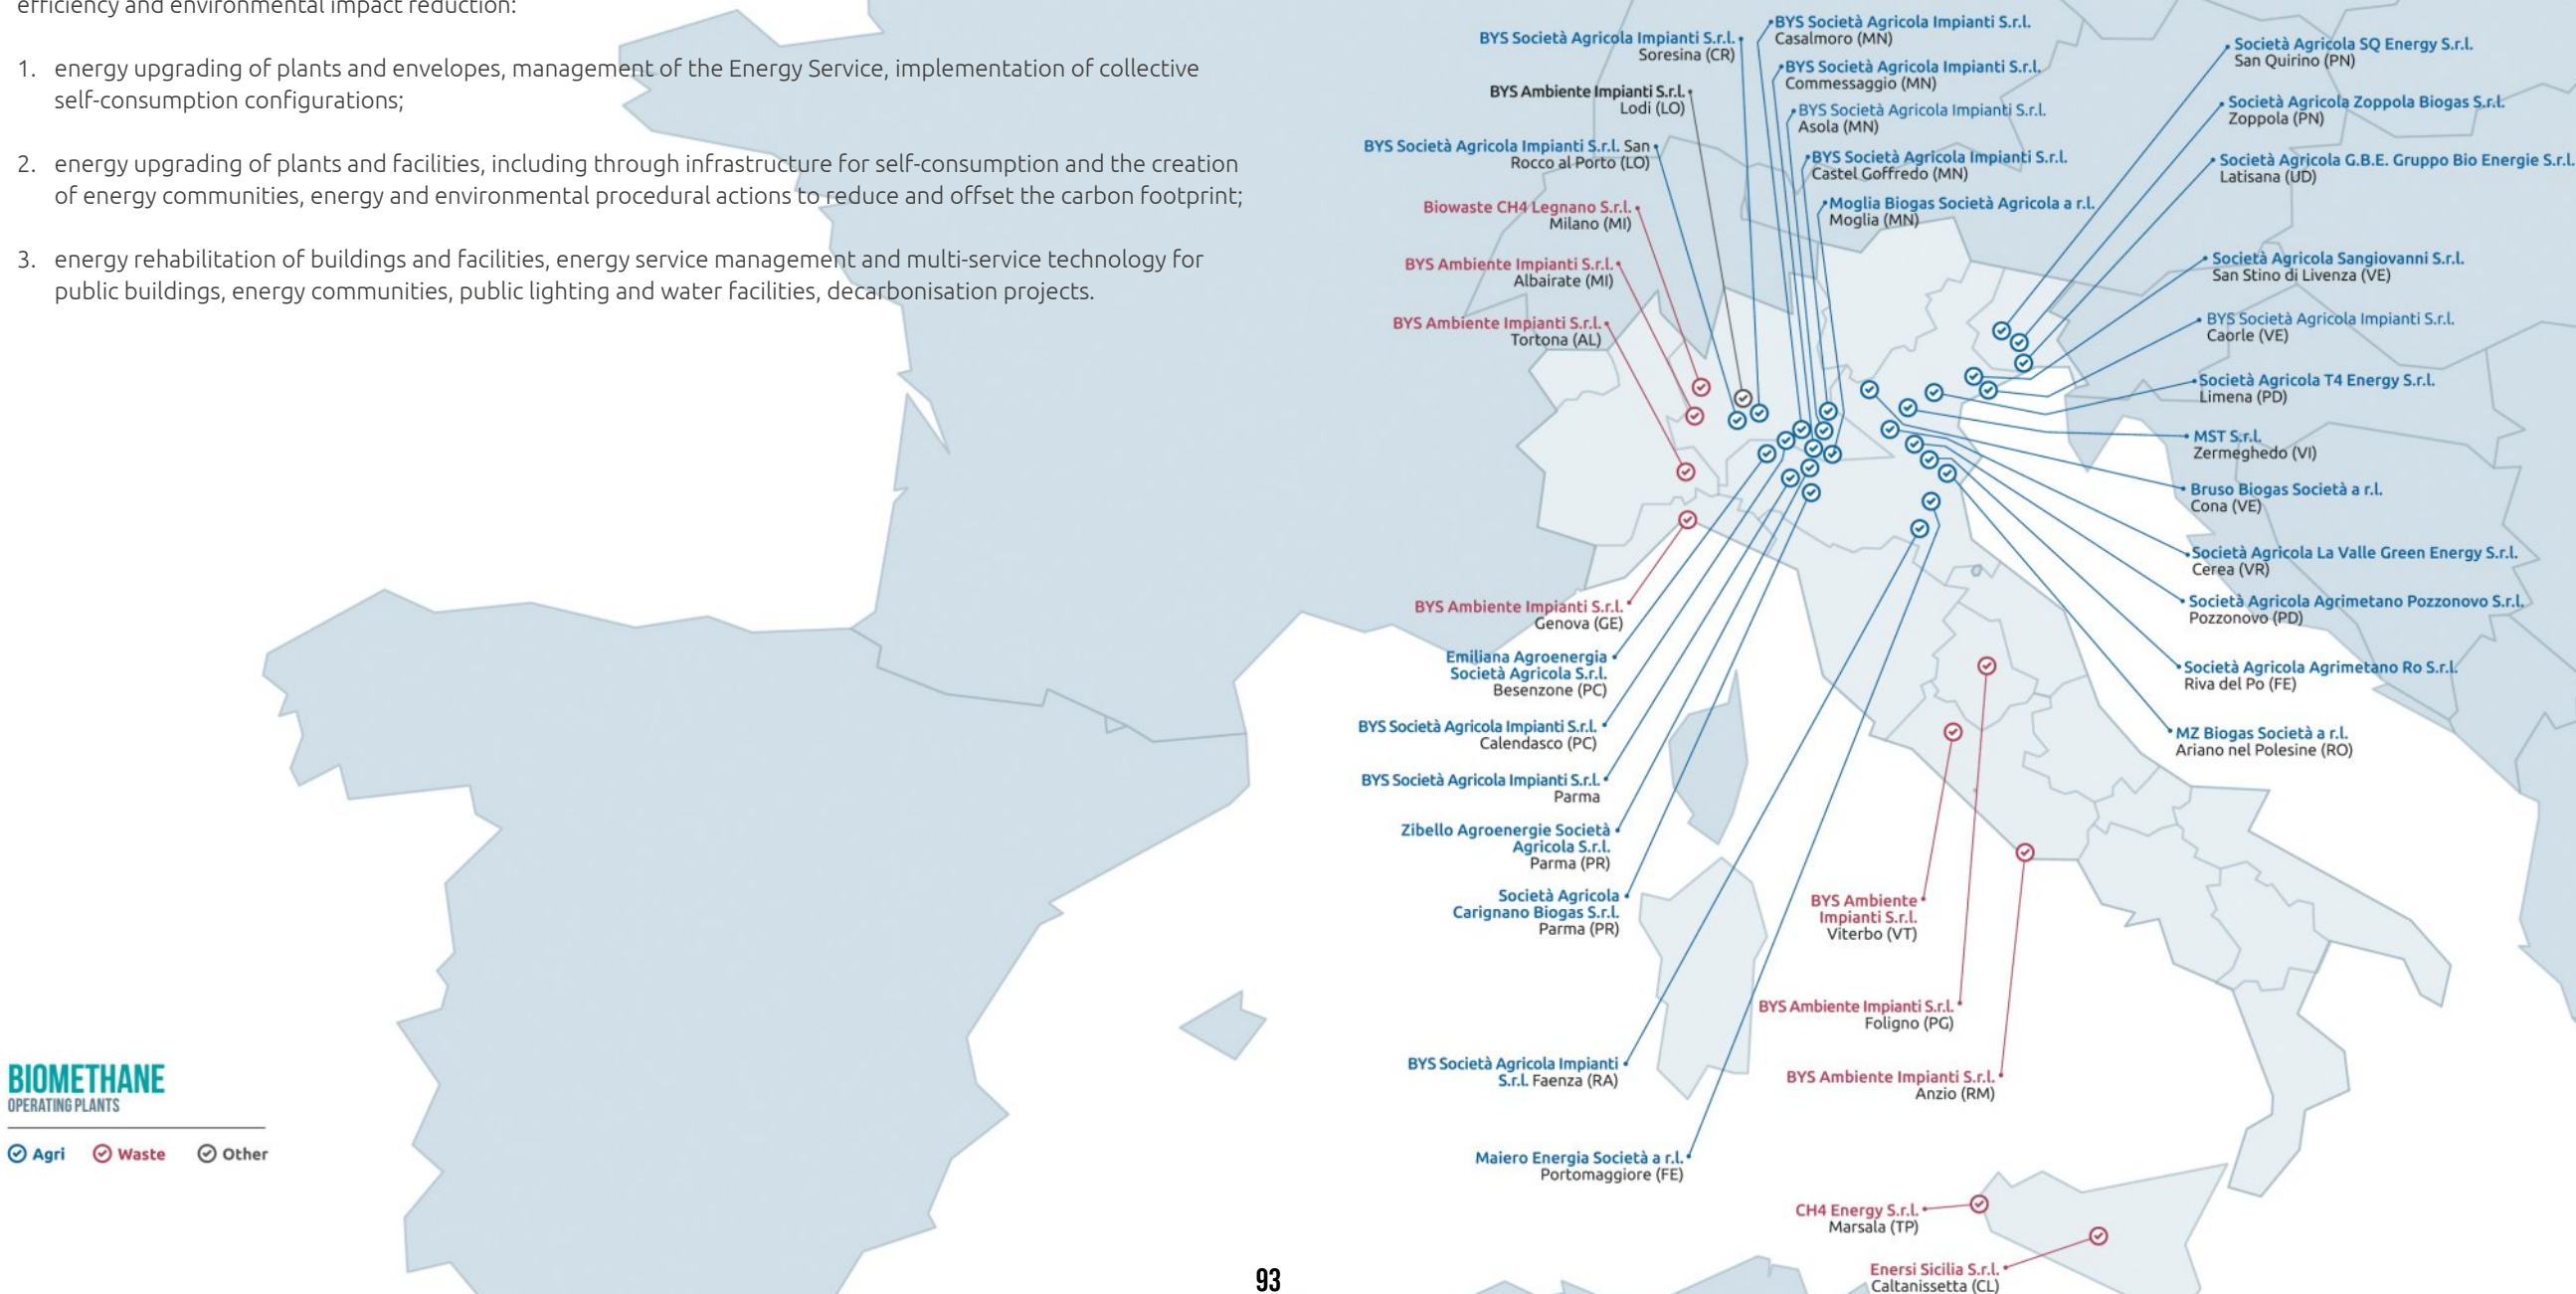 efficiency and environmental impact reduction:
1. energy upgrading of plants and envelopes, management of the Energy Service, implementation of collective
self-consumption configurations;
2. energy upgrading of plants and facilities, including through infrastructure for self-consumption and the creation
of energy communities, energy and environmental procedural actions to reduce and offset the carbon footprint;
3. energy rehabilitation of buildings and facilities, energy service management and multi-service technology for
public buildings, energy communities, public lighting and water facilities, decarbonisation projects.
BIOMETHANE
OPERATING PLANTS
Agri Waste Other
BYS Società Agricola Impianti S.r.l.
Soresina (CR)
BYS Ambiente Impianti S.r.l.
Lodi (LO)
BYS Società Agricola Impianti S.r.l. San
Rocco al Porto (LO)
Biowaste CH4 Legnano S.r.l.
Milano (MI)
BYS Ambiente Impianti S.r.l.
Albairate (MI)
BYS Ambiente Impianti S.r.l.
Tortona (AL)
BYS Società Agricola Impianti S.r.l.
Casalmoro (MN)
BYS Società Agricola Impianti S.r.l.
Commessaggio (MN)
BYS Società Agricola Impianti S.r.l.
Asola (MN)
BYS Società Agricola Impianti S.r.l.
Castel Goffredo (MN)
Moglia Biogas Società Agricola a r.l.
Moglia (MN)
Società Agricola SQ Energy S.r.l.
San Quirino (PN)
Società Agricola Zoppola Biogas S.r.l.
Zoppola (PN)
Società Agricola G.B.E. Gruppo Bio Energie S.r.l.
Latisana (UD)
Società Agricola Sangiovanni S.r.l.
San Stino di Livenza (VE)
BYS Società Agricola Impianti S.r.l.
Caorle (VE)
Società Agricola T4 Energy S.r.l.
Limena (PD)
MST S.r.l.
Zermeghedo (VI)
Bruso Biogas Società a r.l.
Cona (VE)
Società Agricola La Valle Green Energy S.r.l.
Cerea (VR)
Società Agricola Agrimetano Pozzonovo S.r.l.
Pozzonovo (PD)
Società Agricola Agrimetano Ro S.r.l.
Riva del Po (FE)
MZ Biogas Società a r.l.
Ariano nel Polesine (RO)
BYS Ambiente Impianti S.r.l.
Genova (GE)
Emiliana Agroenergia
Società Agricola S.r.l.
Besenzone (PC)
BYS Società Agricola Impianti S.r.l.
Calendasco (PC)
BYS Società Agricola Impianti S.r.l.
Parma
Zibello Agroenergie Società
Agricola S.r.l.
Parma (PR)
Società Agricola
Carignano Biogas S.r.l.
Parma (PR)
BYS Società Agricola Impianti
S.r.l. Faenza (RA)
Maiero Energia Società a r.l.
Portomaggiore (FE)
BYS Ambiente
Impianti S.r.l.
Viterbo (VT)
BYS Ambiente Impianti S.r.l.
Foligno (PG)
BYS Ambiente Impianti S.r.l.
Anzio (RM)
CH4 Energy S.r.l.
Marsala (TP)
Enersi Sicilia S.r.l.
Caltanissetta (CL)
93